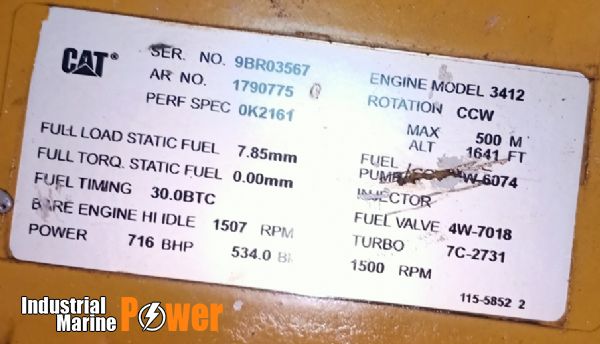 CAT
SER. NO. 9BR03567
AR NO. 1790775
PERF SPEC 0K2161
FULL LOAD STATIC FUEL 7.85mm
FULL TORQ. STATIC FUEL 0.00mm
FUEL TIMING 30.0BTC
BARE ENGINE HI IDLE 1507 RPM
POWER 716 BHP 534.0 1500 RPM
ENGINE MODEL 3412
ROTATION CCW
MAX 500 M
ALT 1641 FT
FUEL
PUMP W-6074
INJECTOR
FUEL VALVE 4W-7018
TURBO 7C-2731
115-5852 2
Industrial
Marine Power